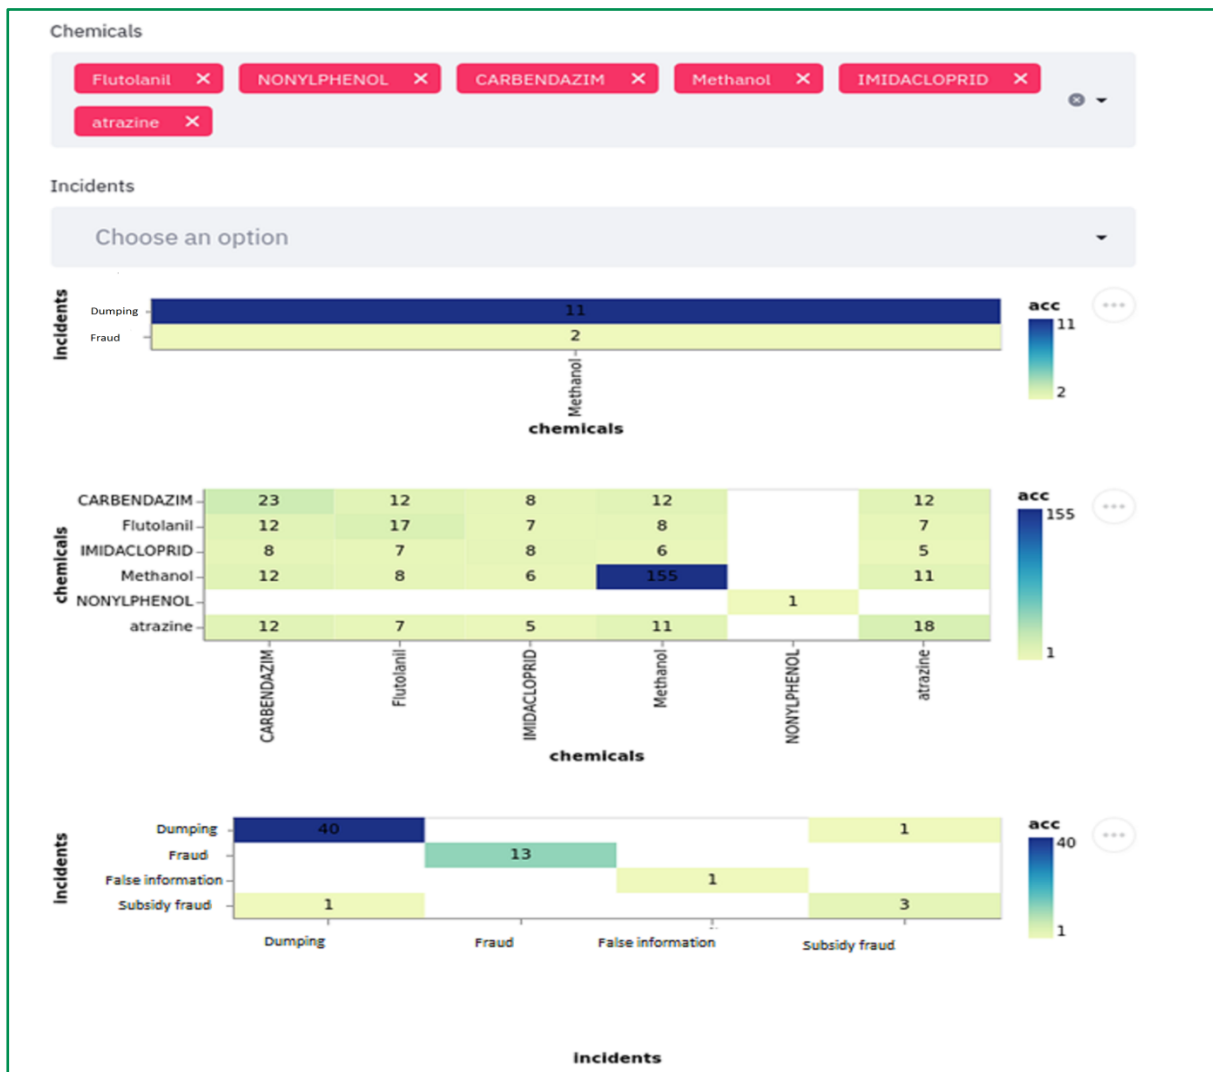 Chemicals
Flutolanil ✕ NONYLPHENOL ✕ CARBENDAZIM ✕ Methanol ✕ IMIDACLOPRID ✕
atrazine ✕
Incidents
Choose an option
incidents
Dumping 11
Fraud 2
Methanol
chemicals
acc
11
2
chemicals
CARBENDAZIM 23 12 8 12 12
Flutolanil 12 17 7 8 7
IMIDACLOPRID 8 7 8 6 5
Methanol 12 8 6 155 11
NONYLPHENOL 1
atrazine 12 7 5 11 18
CARBENDAZIM Flutolanil IMIDACLOPRID Methanol NONYLPHENOL atrazine
chemicals
acc
155
1
incidents
Dumping 40 1
Fraud 13
False information 1
Subsidy fraud 1 3
Dumping Fraud False information Subsidy fraud
incidents
acc
40
1